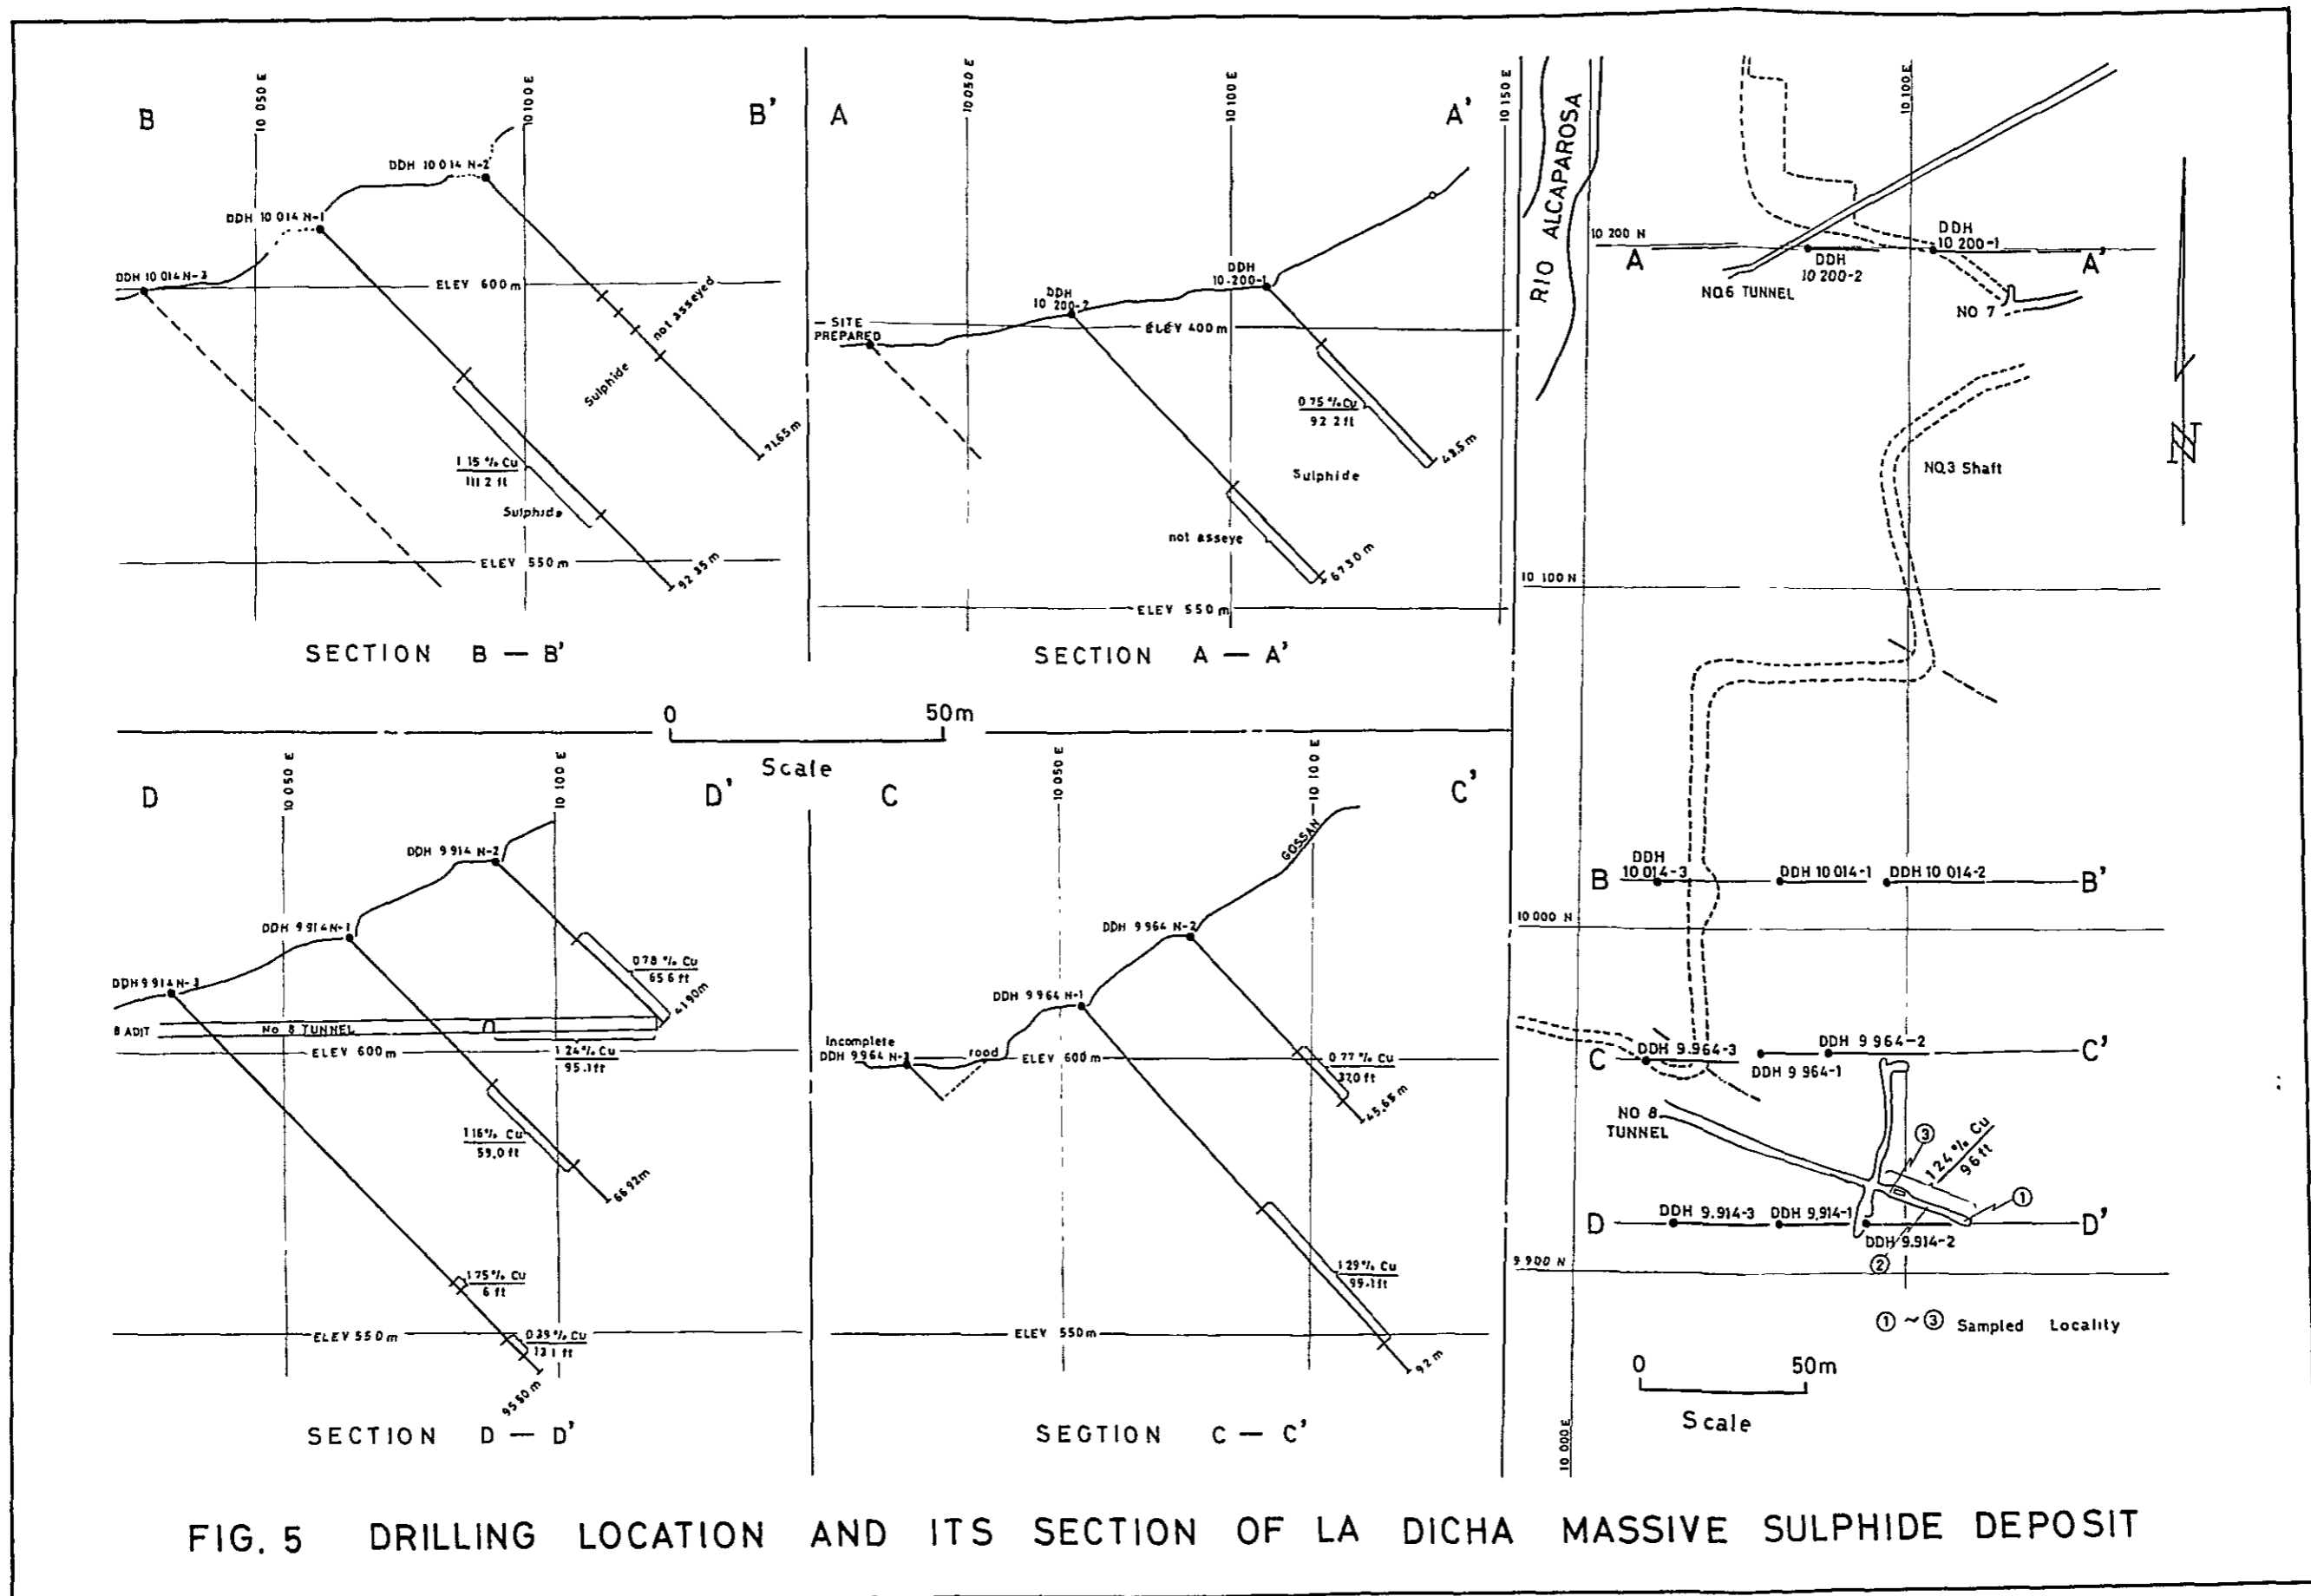 B
10 050 E
10 100 E
B'
DDH 10 014 N-2
DDH 10 014 N-1
DDH 10 014 N-3
ELEV 600 m
not asseyed
Sulphide
71.65 m
1 15 % Cu
111 2 ft
Sulphide
ELEV 550 m
92 35 m
SECTION B — B'
A
10 050 E
10 100 E
A'
10 150 E
DDH
10.200-1
DDH
10 200-2
SITE
PREPARED
ELEV 400 m
0 75 % Cu
92 2 ft
43.5 m
Sulphide
not asseye
67.30 m
ELEV 550 m
SECTION A — A'
0 50m
Scale
D
10 050 E
10 100 E
D'
DDH 9 914 N-2
DDH 9 914 N-1
DDH 9 914 N-3
0 78 % Cu
65 6 ft
41 90m
8 ADIT
No 8 TUNNEL
ELEV 600 m
1 24 % Cu
95.1ft
1 16 % Cu
59.0 ft
66 92m
1 75 % Cu
6 ft
ELEV 550 m
0 39 % Cu
13 1 ft
95 50 m
SECTION D — D'
C
10 050 E
10 100 E
C'
GOSSAN
DDH 9 964 N-2
DDH 9 964 N-1
Incomplete
DDH 9 964 N-3
road
ELEV 600 m
0 77 % Cu
37.0 ft
45.65 m
1 29 % Cu
99.1ft
ELEV 550 m
92 m
SEGTION C — C'
RIO ALCAPAROSA
10 100 E
10 200 N
A
DDH
10 200-1
DDH
10 200-2
A'
NO.6 TUNNEL
NO 7
N
NO.3 Shaft
10 100 N
DDH
B 10 014-3
DDH 10 014-1
DDH 10 014-2
B'
10 000 N
DDH 9 964-2
C
DDH 9.964-3
C'
DDH 9 964-1
NO 8
TUNNEL
③
1 24 % Cu
96 ft
①
D
DDH 9.914-3
DDH 9,914-1
D'
DDH 9.914-2
②
9 900 N
① ~ ③ Sampled Locality
0 50m
Scale
10 000 E
FIG. 5 DRILLING LOCATION AND ITS SECTION OF LA DICHA MASSIVE SULPHIDE DEPOSIT